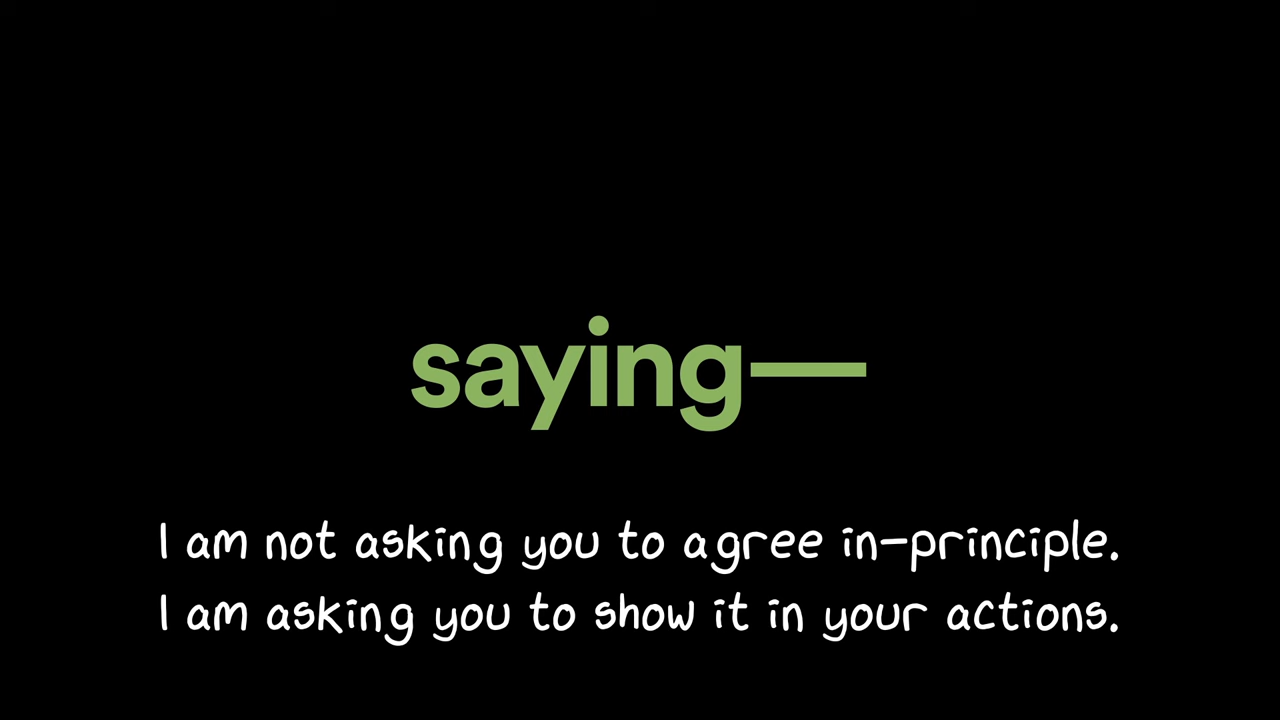 saying—
I am not asking you to agree in-principle.
I am asking you to show it in your actions.